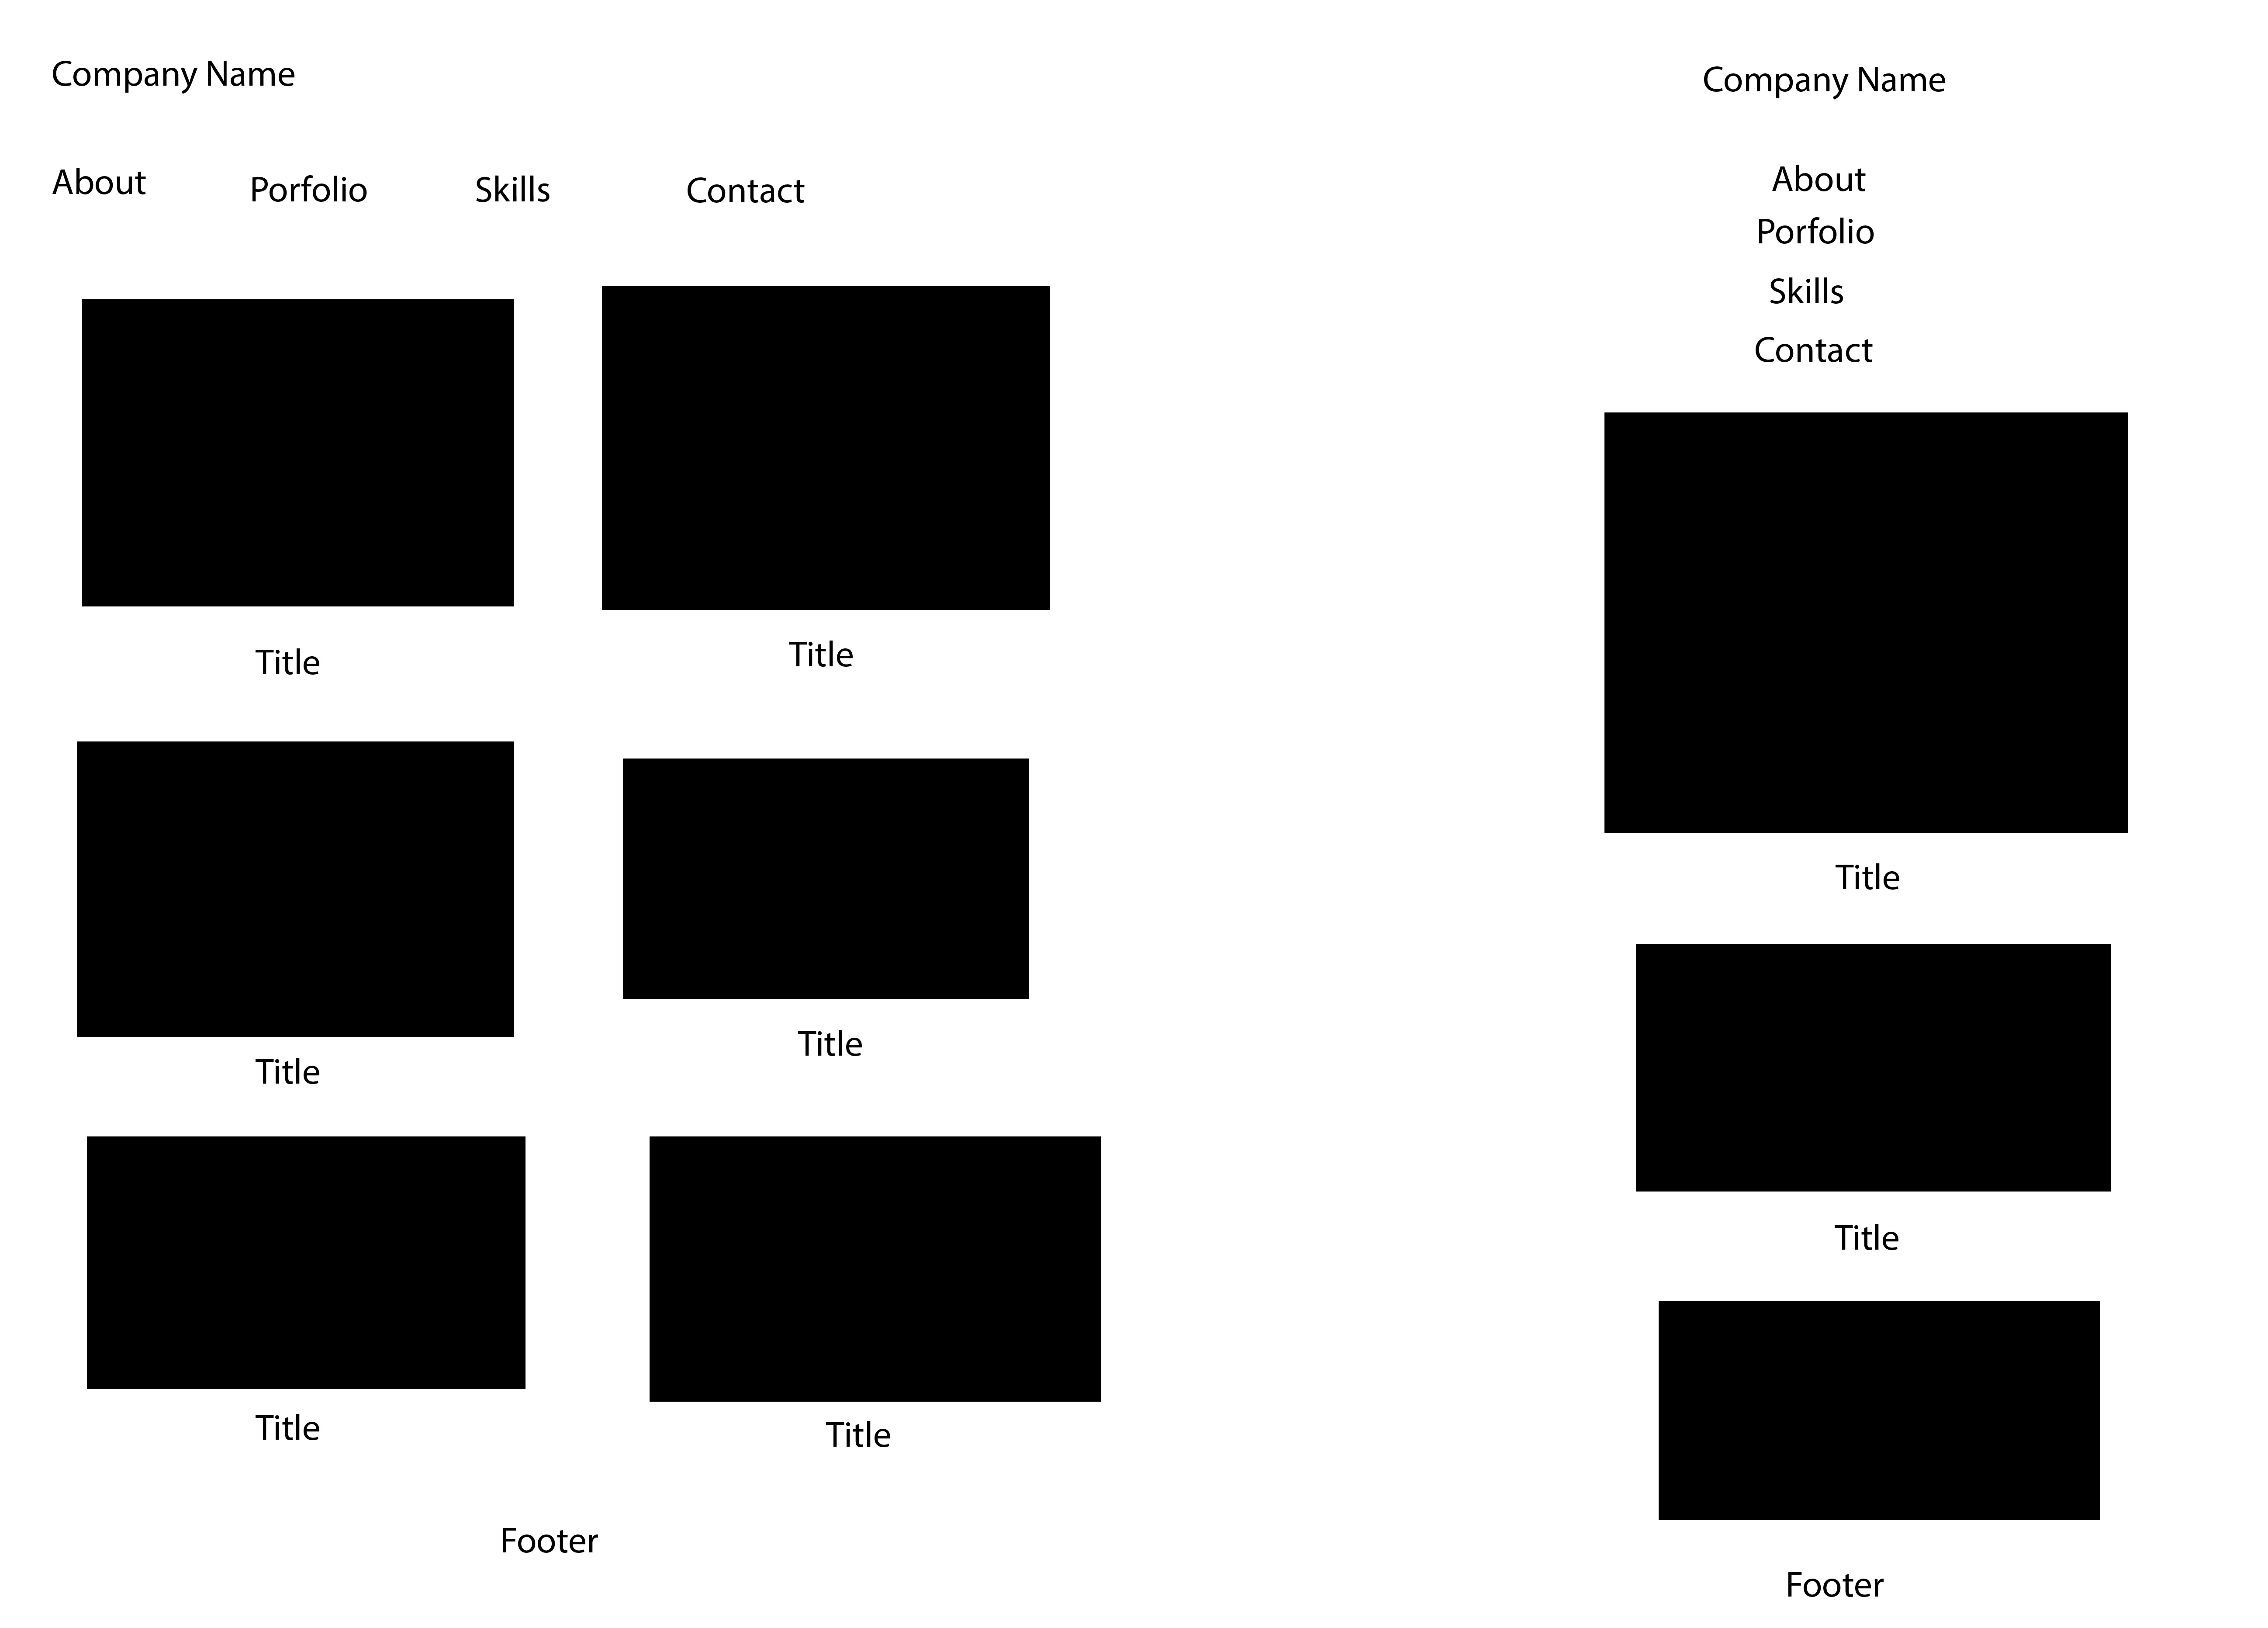 Company Name
About Porfolio Skills Contact
Title Title
Title Title
Title Title
Footer
Company Name
About
Porfolio
Skills
Contact
Title
Title
Footer